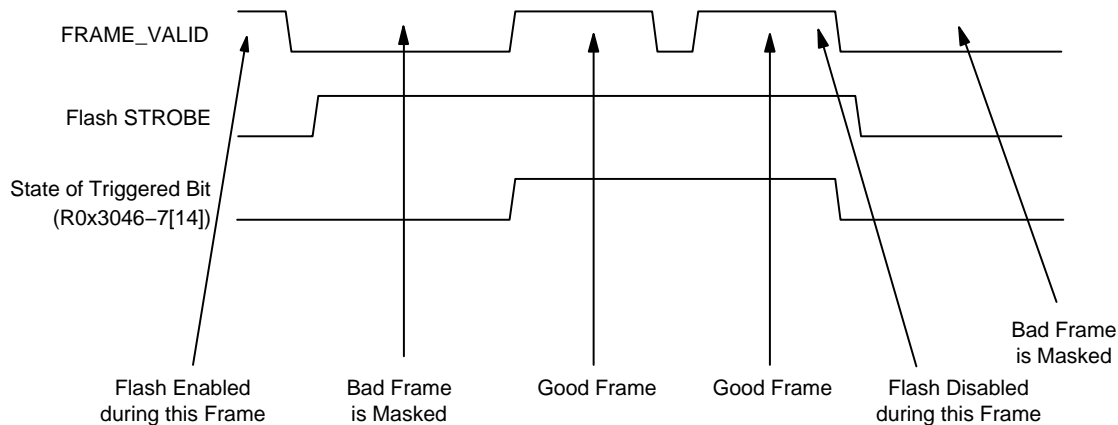 FRAME_VALID
Flash STROBE
State of Triggered Bit
(R0x3046−7[14])
Bad Frame
is Masked
Flash Enabled
during this Frame
Bad Frame
is Masked
Good Frame
Good Frame
Flash Disabled
during this Frame